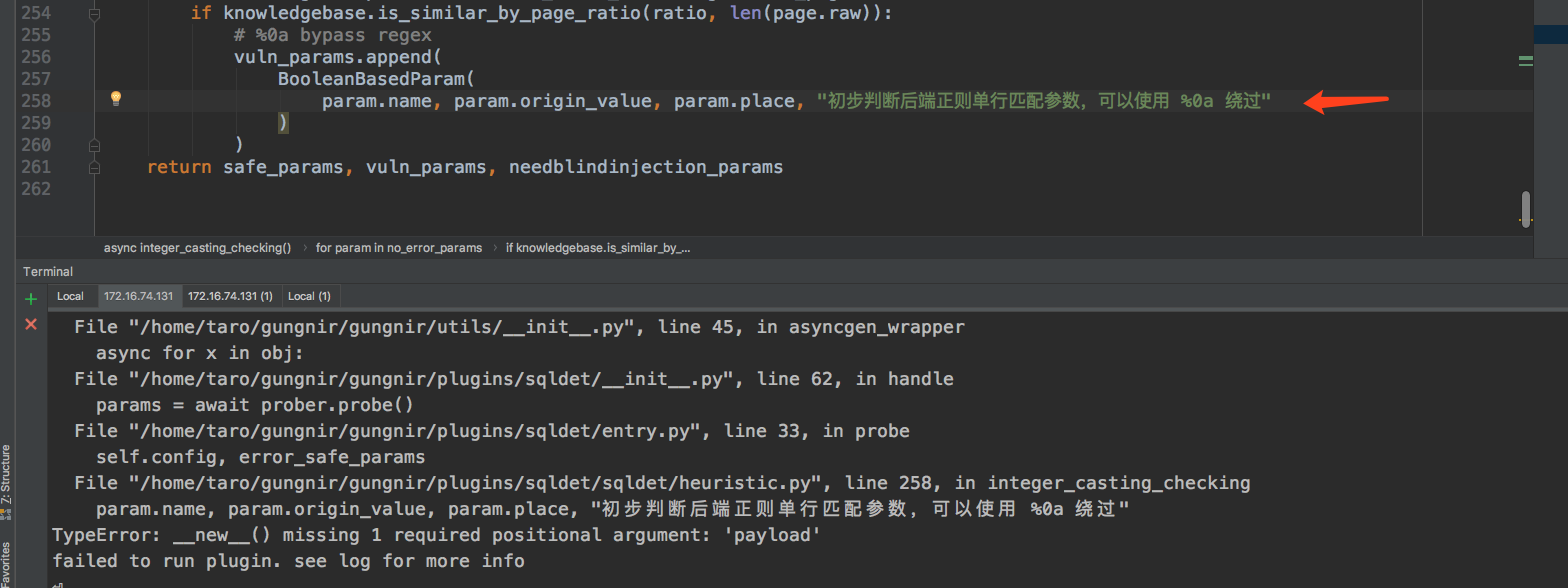 254 if knowledgebase.is_similar_by_page_ratio(ratio, len(page.raw)):
255 # %0a bypass regex
256 vuln_params.append(
257 BooleanBasedParam(
258 param.name, param.origin_value, param.place, "初步判断后端正则单行匹配参数，可以使用 %0a 绕过"
259 )
260 )
261 return safe_params, vuln_params, needblindinjection_params
262
async integer_casting_checking() › for param in no_error_params › if knowledgebase.is_similar_by_...
Terminal
Local 172.16.74.131 172.16.74.131 (1) Local (1)
File "/home/taro/gungnir/gungnir/utils/__init__.py", line 45, in asyncgen_wrapper
async for x in obj:
File "/home/taro/gungnir/gungnir/plugins/sqldet/__init__.py", line 62, in handle
params = await prober.probe()
File "/home/taro/gungnir/gungnir/plugins/sqldet/entry.py", line 33, in probe
self.config, error_safe_params
File "/home/taro/gungnir/gungnir/plugins/sqldet/sqldet/heuristic.py", line 258, in integer_casting_checking
param.name, param.origin_value, param.place, "初步判断后端正则单行匹配参数，可以使用 %0a 绕过"
TypeError: __new__() missing 1 required positional argument: 'payload'
failed to run plugin. see log for more info
7: Structure
Favorites